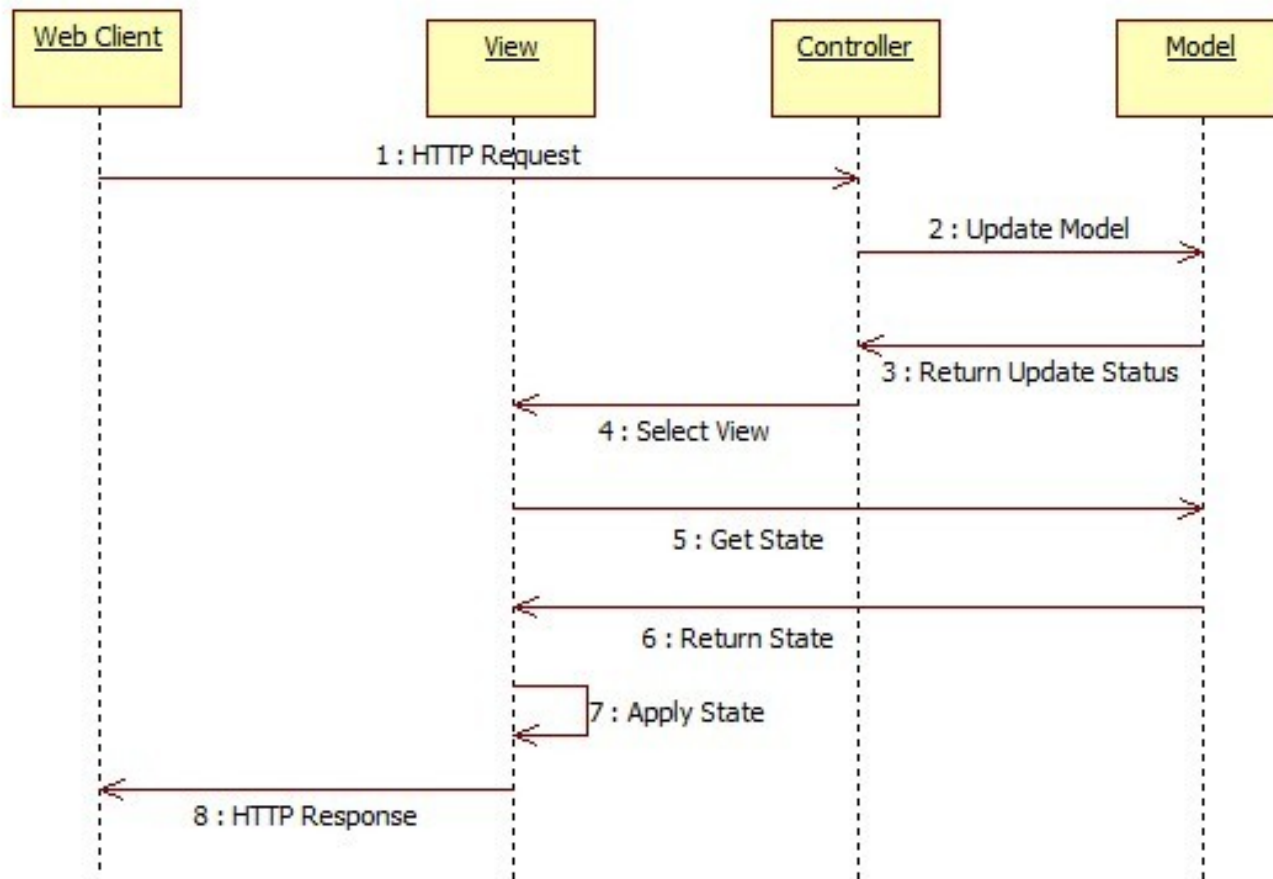 Web Client
View
Controller
Model
1 : HTTP Request
2 : Update Model
3 : Return Update Status
4 : Select View
5 : Get State
6 : Return State
7 : Apply State
8 : HTTP Response